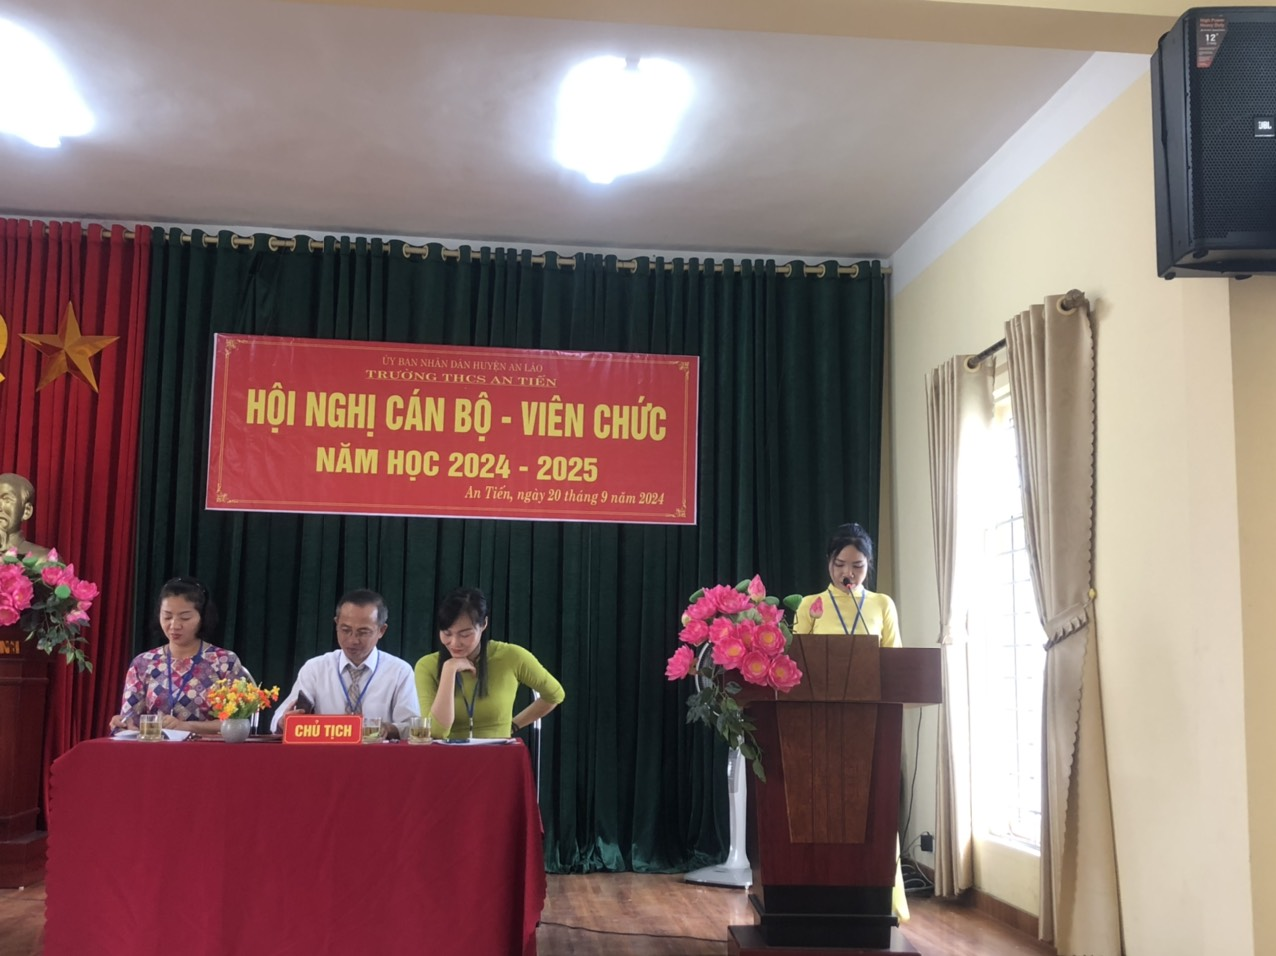 ỦY BAN NHÂN DÂN HUYỆN AN LÃO
TRƯỜNG THCS AN TIẾN
HỘI NGHỊ CÁN BỘ - VIÊN CHỨC
NĂM HỌC 2024 - 2025
An Tiến, ngày 20 tháng 9 năm 2024
CHỦ TỊCH
12"
JBL